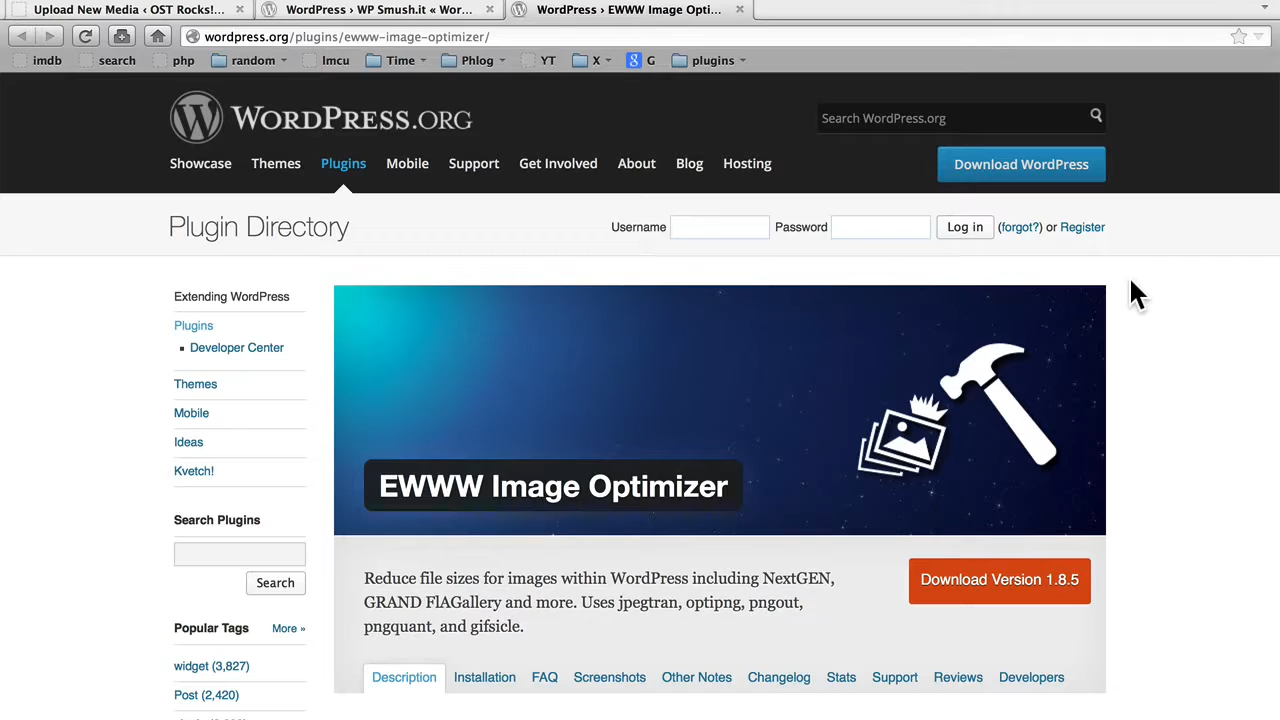 Upload New Media ‹ OST Rocks!...
WordPress › WP Smush.it « Wor...
WordPress › EWWW Image Opti...
wordpress.org/plugins/ewww-image-optimizer/
imdb search php random Imcu Time Phlog YT X G plugins
WORDPRESS.ORG
Search WordPress.org
Showcase Themes Plugins Mobile Support Get Involved About Blog Hosting
Download WordPress
Plugin Directory
Username Password Log in (forgot?) or Register
Extending WordPress
Plugins
Developer Center
Themes
Mobile
Ideas
Kvetch!
Search Plugins
Search
Popular Tags More »
widget (3,827)
Post (2,420)
EWWW Image Optimizer
Reduce file sizes for images within WordPress including NextGEN,
GRAND FlAGallery and more. Uses jpegtran, optipng, pngout,
pngquant, and gifsicle.
Download Version 1.8.5
Description Installation FAQ Screenshots Other Notes Changelog Stats Support Reviews Developers